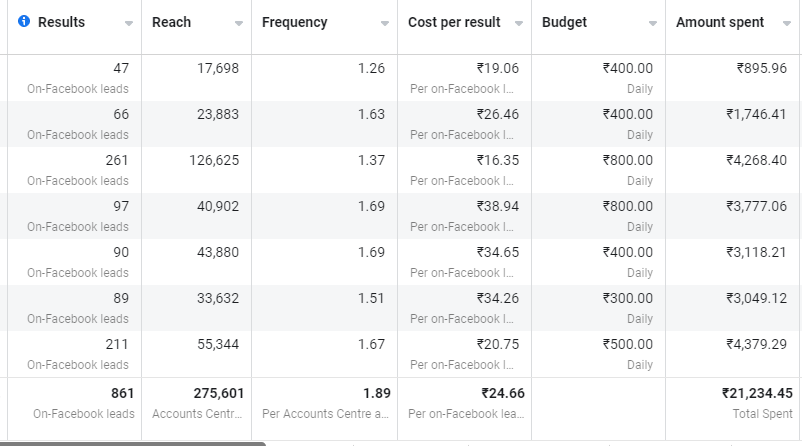 Results Reach Frequency Cost per result Budget Amount spent
47 17,698 1.26 ₹19.06 ₹400.00 ₹895.96
On-Facebook leads Per on-Facebook l... Daily
66 23,883 1.63 ₹26.46 ₹400.00 ₹1,746.41
On-Facebook leads Per on-Facebook l... Daily
261 126,625 1.37 ₹16.35 ₹800.00 ₹4,268.40
On-Facebook leads Per on-Facebook l... Daily
97 40,902 1.69 ₹38.94 ₹800.00 ₹3,777.06
On-Facebook leads Per on-Facebook l... Daily
90 43,880 1.69 ₹34.65 ₹400.00 ₹3,118.21
On-Facebook leads Per on-Facebook l... Daily
89 33,632 1.51 ₹34.26 ₹300.00 ₹3,049.12
On-Facebook leads Per on-Facebook l... Daily
211 55,344 1.67 ₹20.75 ₹500.00 ₹4,379.29
On-Facebook leads Per on-Facebook l... Daily
861 275,601 1.89 ₹24.66 ₹21,234.45
On-Facebook leads Accounts Centr... Per Accounts Centre a... Per on-Facebook lea... Total Spent